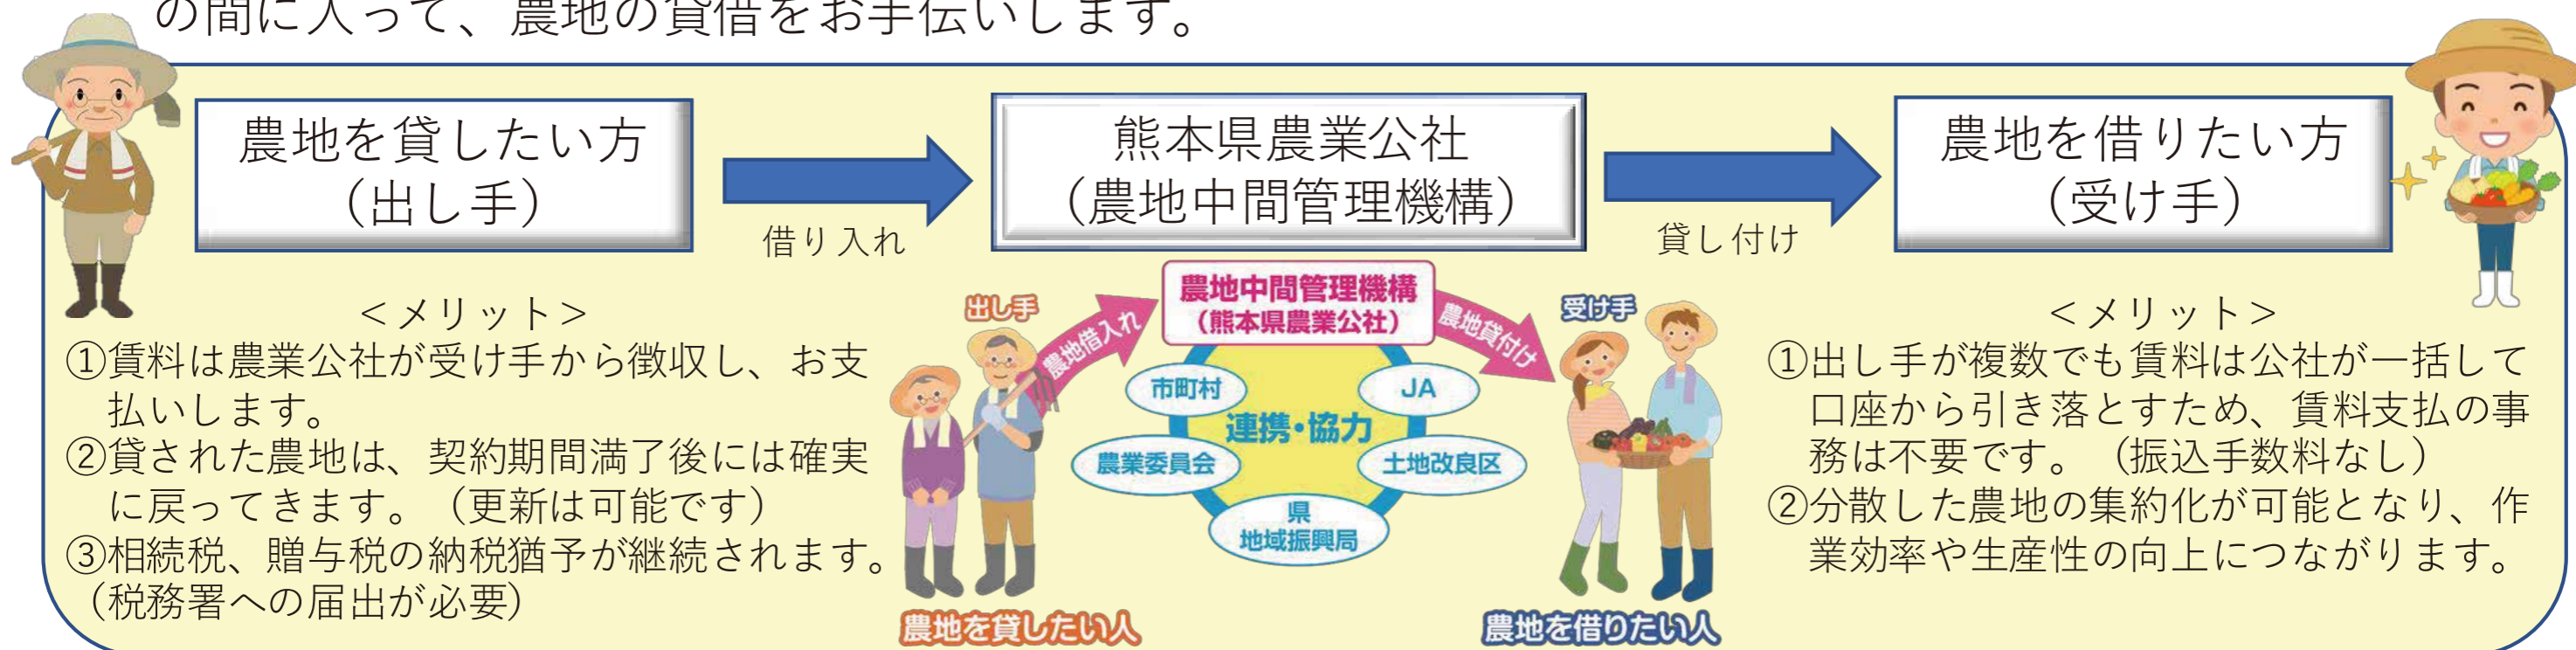 の間に入って、農地の貸借をお手伝いします。
農地を貸したい方
（出し手）
借り入れ
熊本県農業公社
（農地中間管理機構）
貸し付け
農地を借りたい方
（受け手）
＜メリット＞
①賃料は農業公社が受け手から徴収し、お支
払いします。
②貸された農地は、契約期間満了後には確実
に戻ってきます。（更新は可能です）
③相続税、贈与税の納税猶予が継続されます。
（税務署への届出が必要）
出し手
農地借入れ
農地中間管理機構
（熊本県農業公社）
農地貸付け
受け手
市町村
JA
連携・協力
農業委員会
土地改良区
県
地域振興局
農地を貸したい人
農地を借りたい人
＜メリット＞
①出し手が複数でも賃料は公社が一括して
口座から引き落とすため、賃料支払の事
務は不要です。（振込手数料なし）
②分散した農地の集約化が可能となり、作
業効率や生産性の向上につながります。